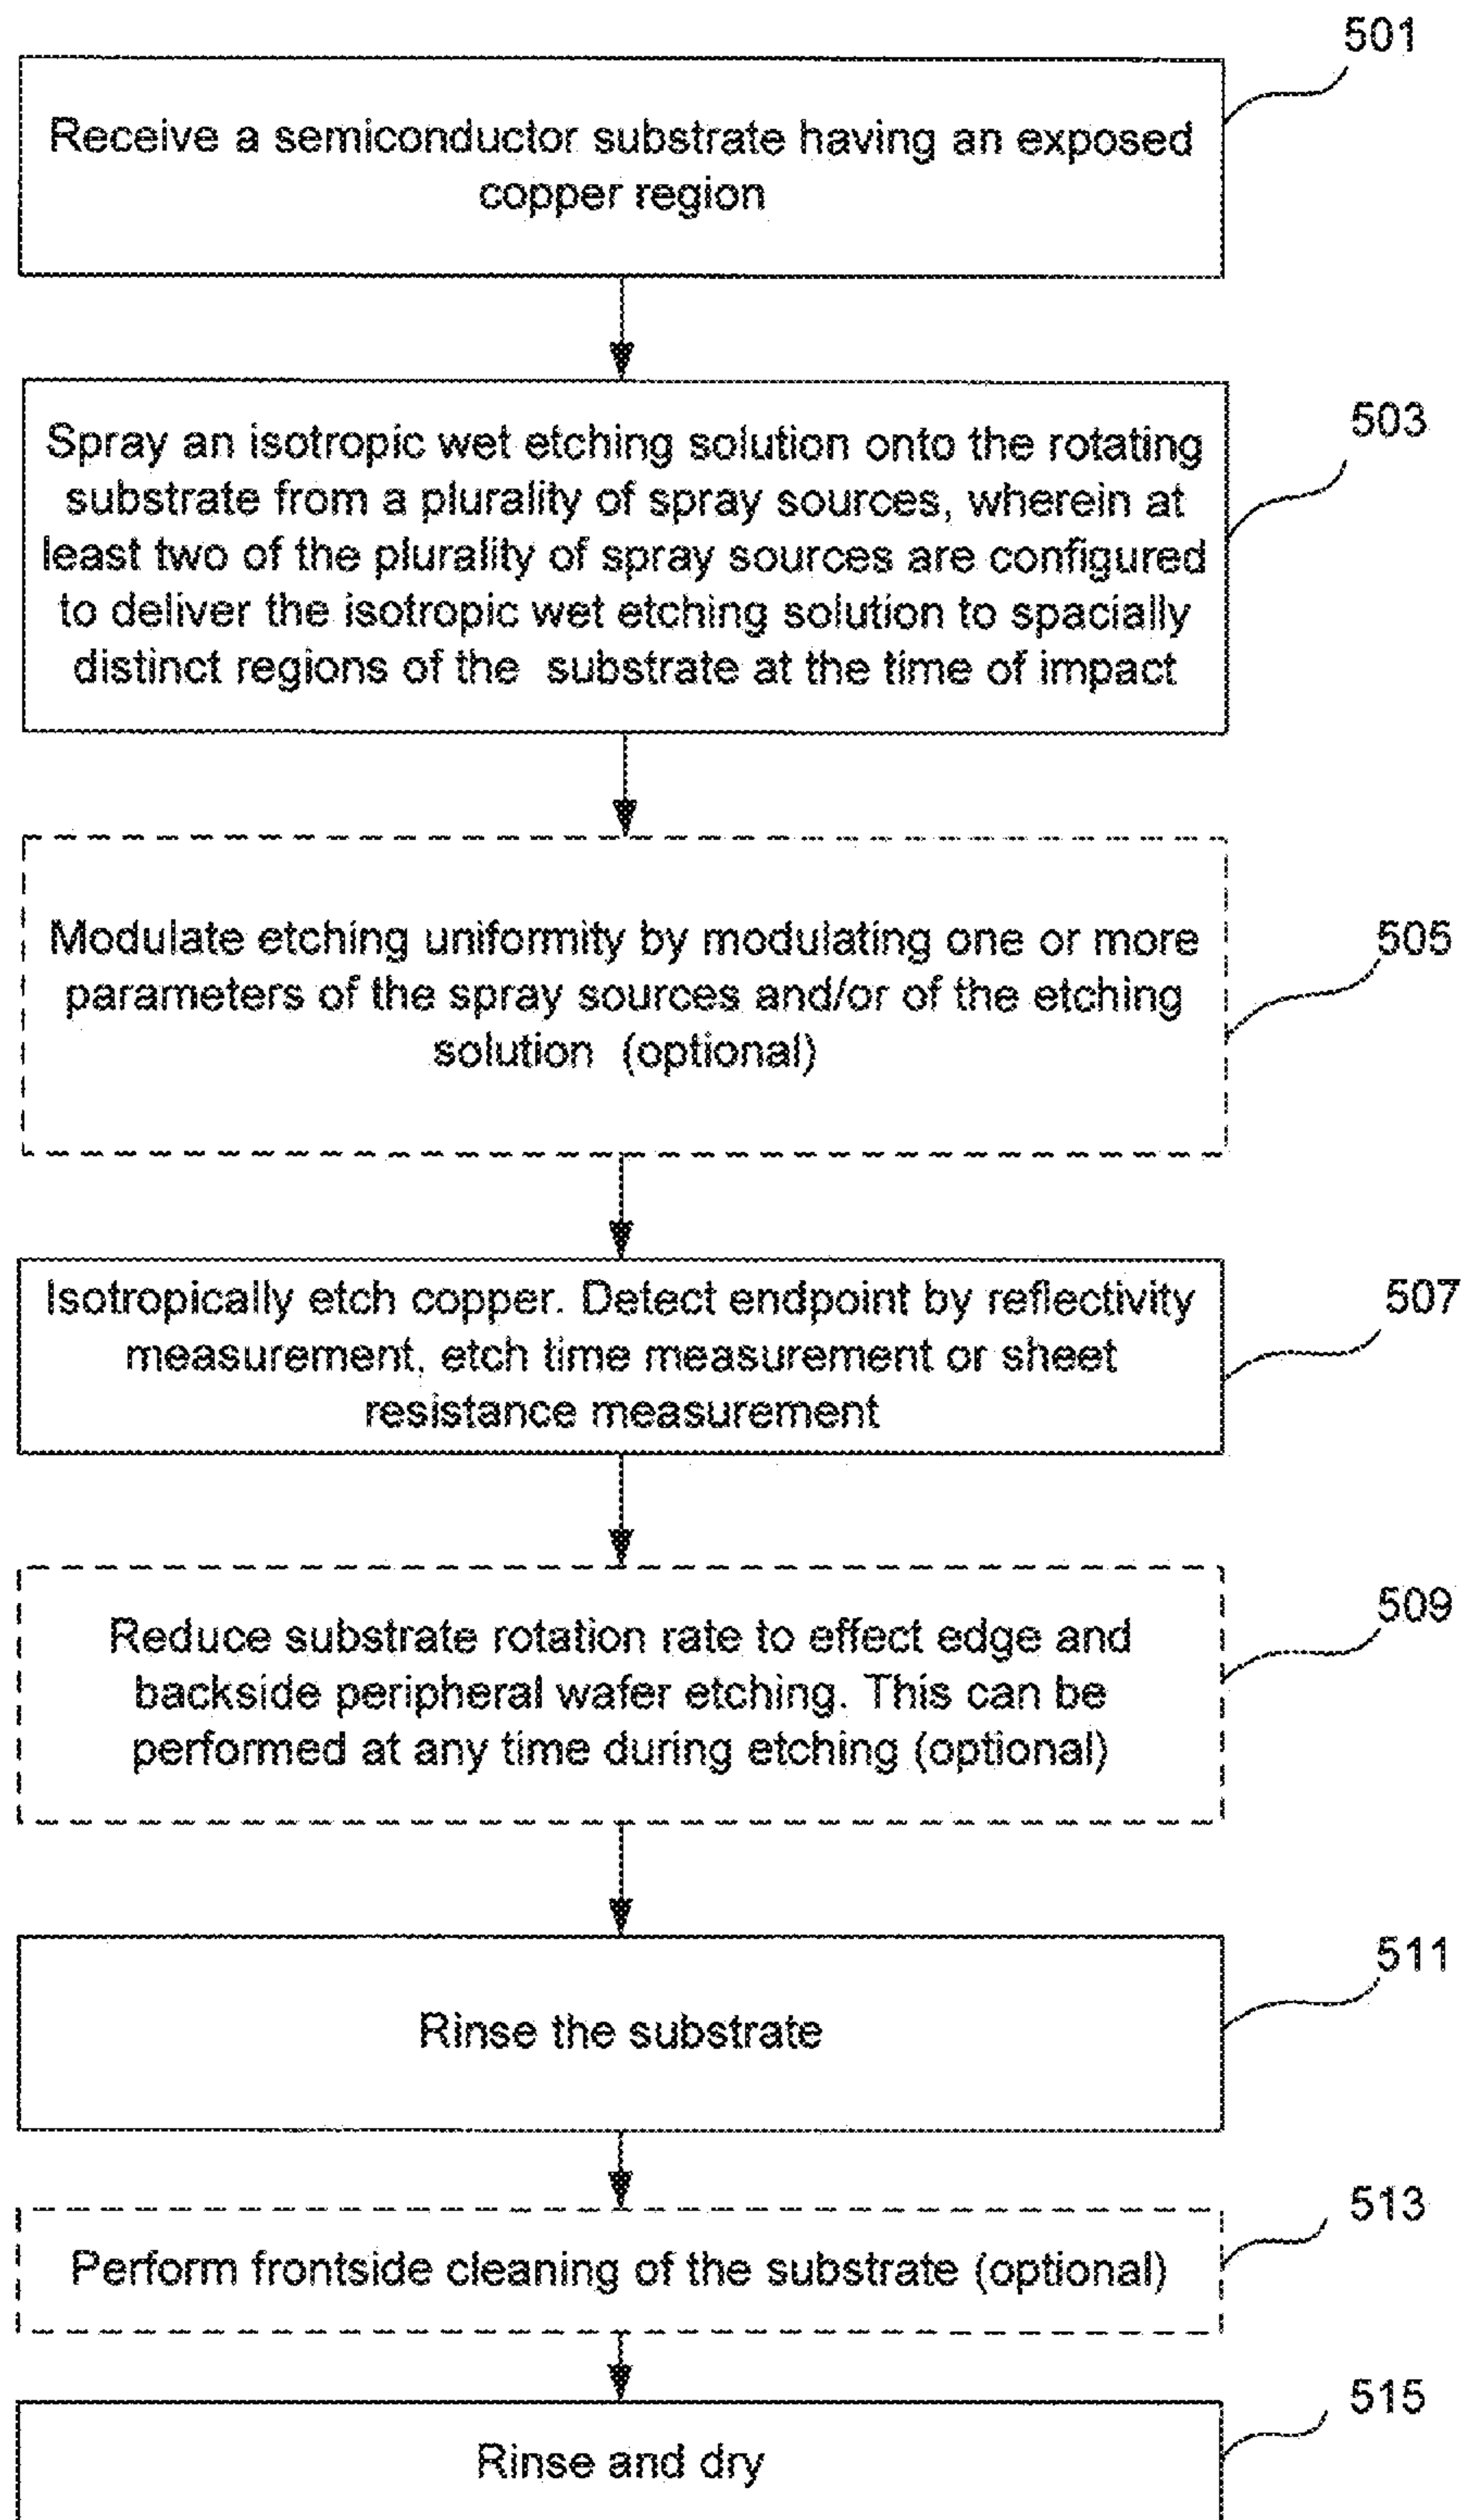 501
Receive a semiconductor substrate having an exposed
copper region
503
Spray an isotropic wet etching solution onto the rotating
substrate from a plurality of spray sources, wherein at
least two of the plurality of spray sources are configured
to deliver the isotropic wet etching solution to spacially
distinct regions of the substrate at the time of impact
505
Modulate etching uniformity by modulating one or more
parameters of the spray sources and/or of the etching
solution (optional)
507
Isotropically etch copper. Detect endpoint by reflectivity
measurement, etch time measurement or sheet
resistance measurement
509
Reduce substrate rotation rate to effect edge and
backside peripheral wafer etching. This can be
performed at any time during etching (optional)
511
Rinse the substrate
513
Perform frontside cleaning of the substrate (optional)
515
Rinse and dry